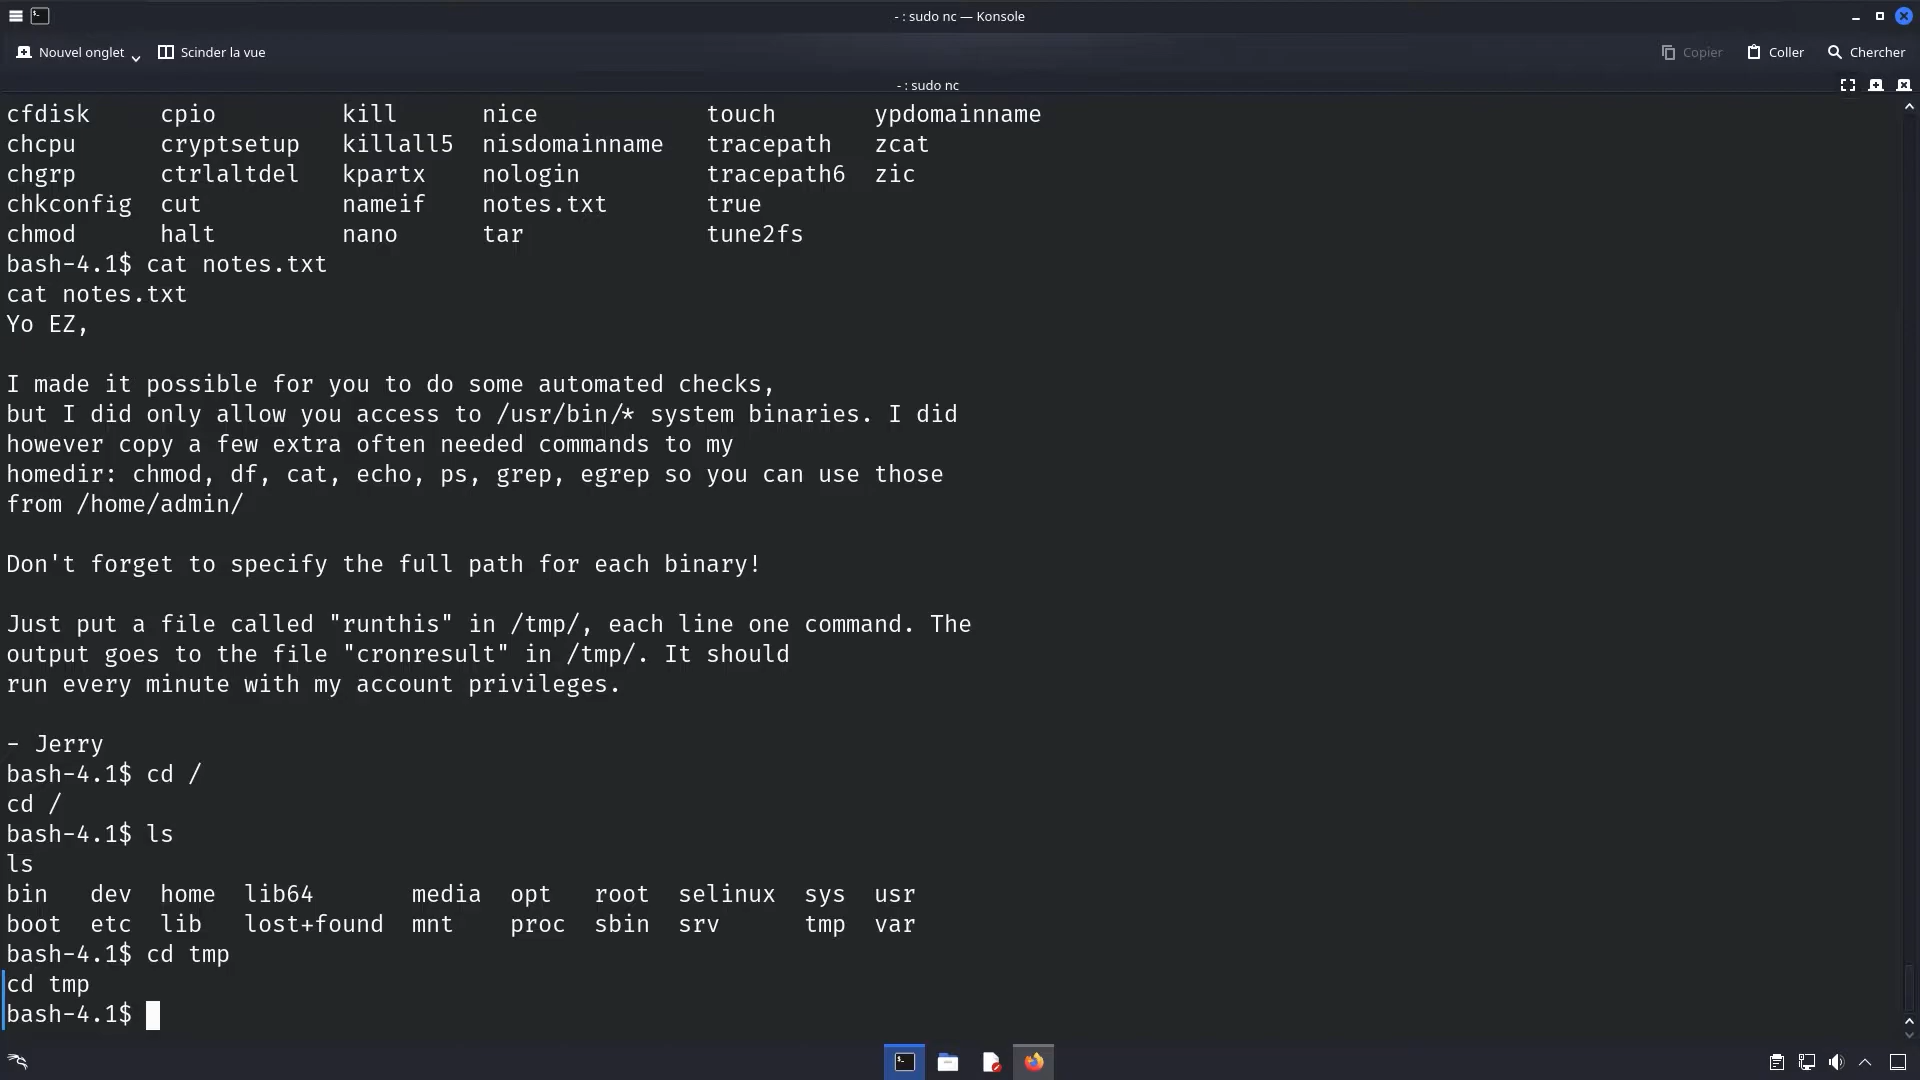 - : sudo nc — Konsole
Nouvel onglet Scinder la vue Copier Coller Chercher
- : sudo nc
cfdisk cpio kill nice touch ypdomainname
chcpu cryptsetup killall5 nisdomainname tracepath zcat
chgrp ctrlaltdel kpartx nologin tracepath6 zic
chkconfig cut nameif notes.txt true
chmod halt nano tar tune2fs
bash-4.1$ cat notes.txt
cat notes.txt
Yo EZ,
I made it possible for you to do some automated checks,
but I did only allow you access to /usr/bin/* system binaries. I did
however copy a few extra often needed commands to my
homedir: chmod, df, cat, echo, ps, grep, egrep so you can use those
from /home/admin/
Don't forget to specify the full path for each binary!
Just put a file called "runthis" in /tmp/, each line one command. The
output goes to the file "cronresult" in /tmp/. It should
run every minute with my account privileges.
- Jerry
bash-4.1$ cd /
cd /
bash-4.1$ ls
ls
bin dev home lib64 media opt root selinux sys usr
boot etc lib lost+found mnt proc sbin srv tmp var
bash-4.1$ cd tmp
cd tmp
bash-4.1$